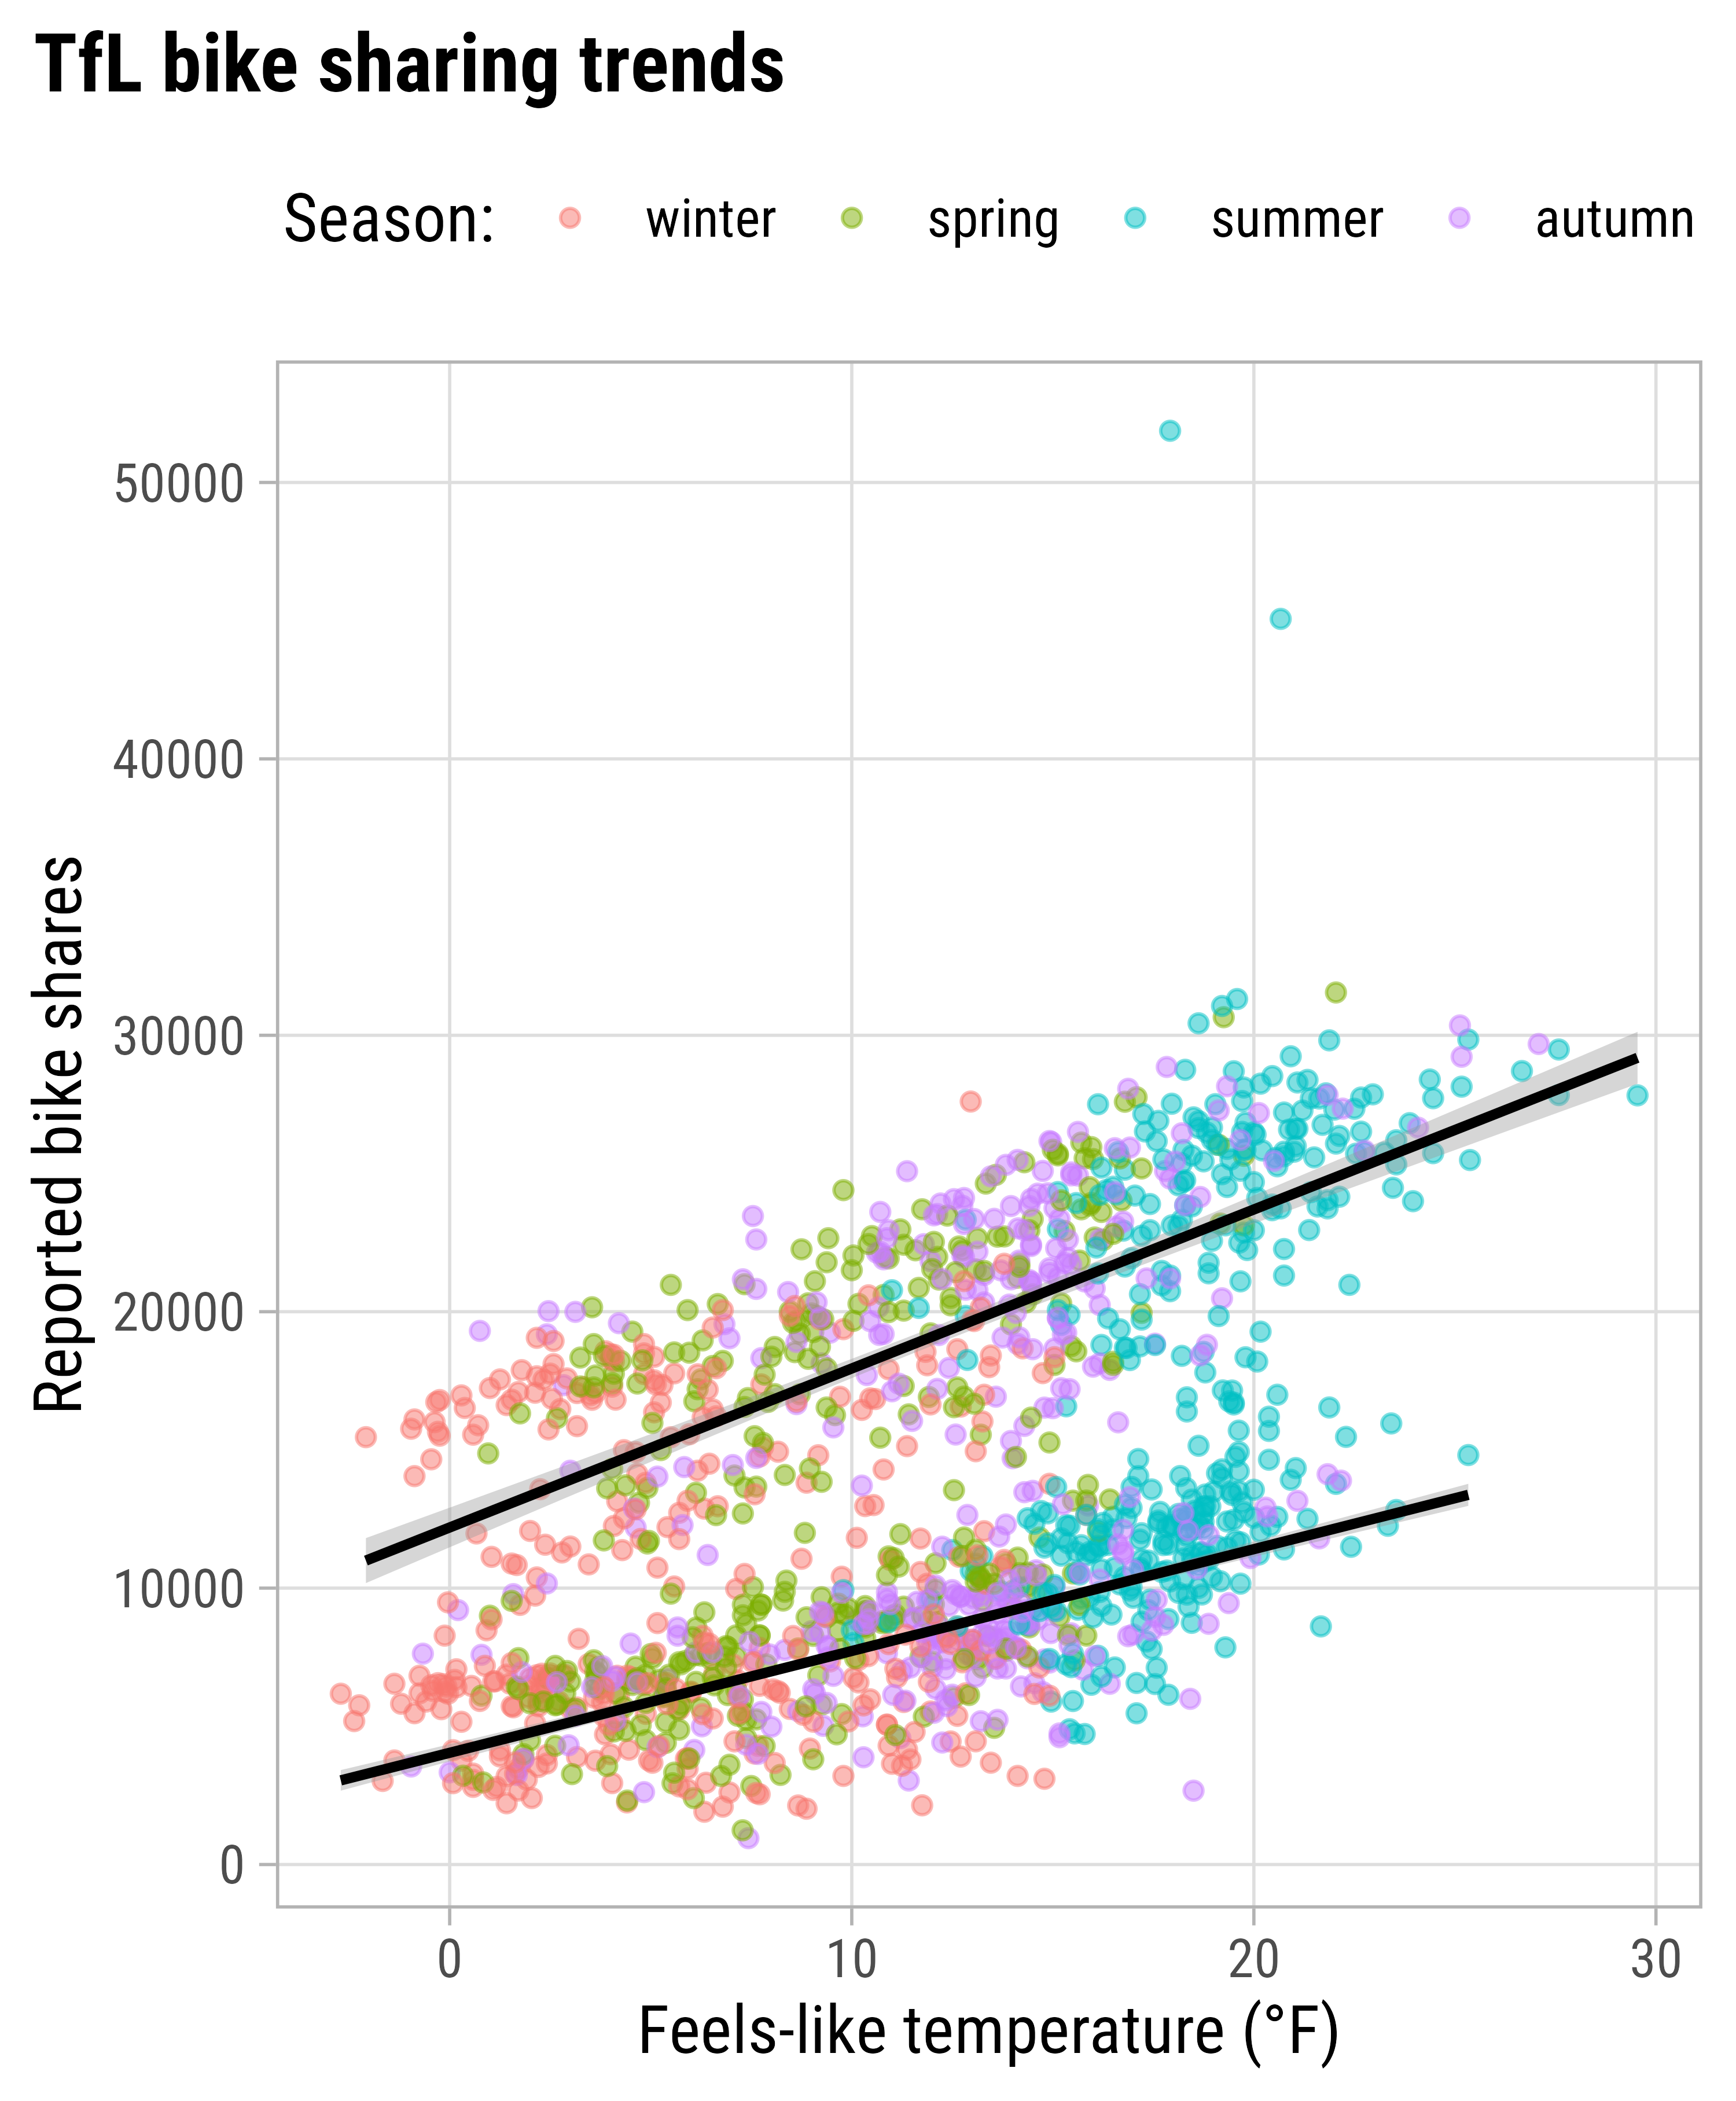 TfL bike sharing trends
Season: winter spring summer autumn
50000
40000
30000
20000
10000
0
Reported bike shares
0 10 20 30
Feels-like temperature (°F)